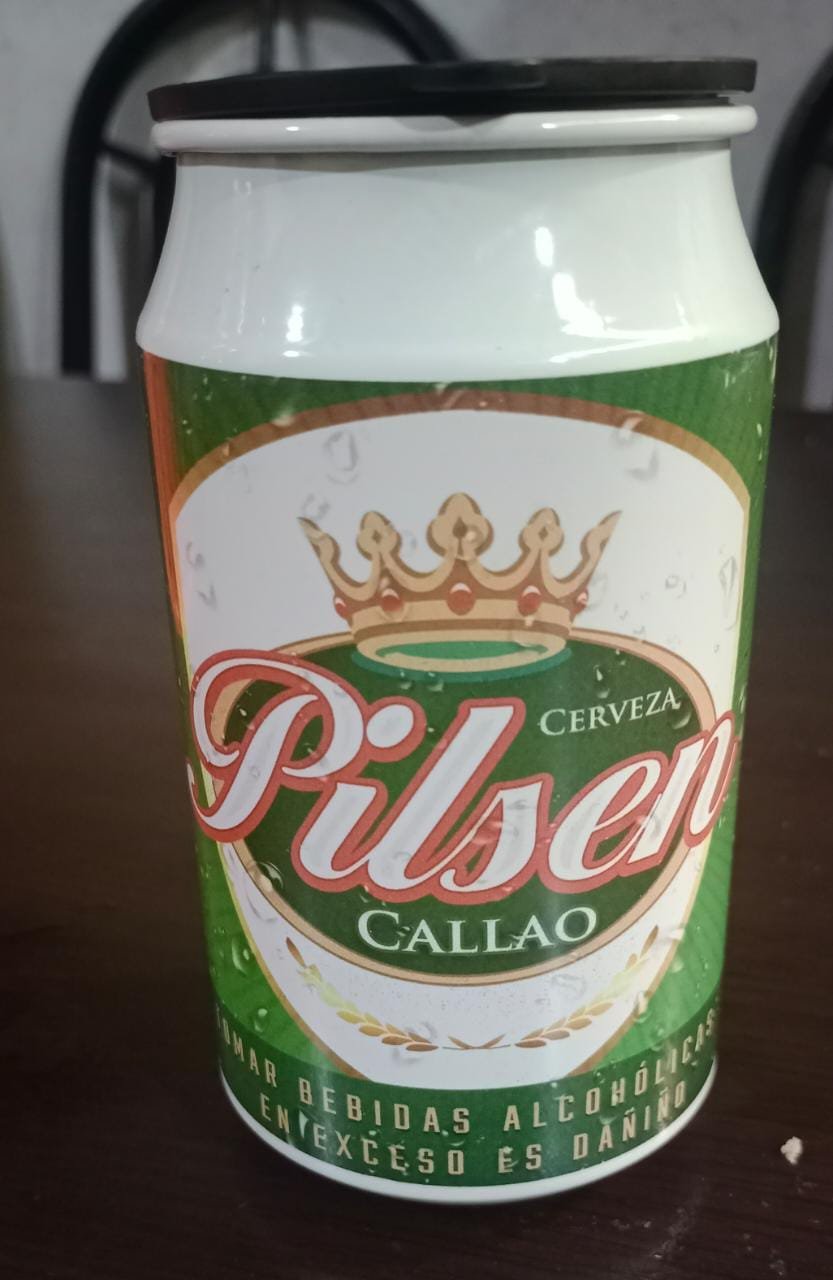 CERVEZA
Pilsen
CALLAO
TOMAR BEBIDAS ALCOHÓLICAS
EN EXCESO ES DAÑINO